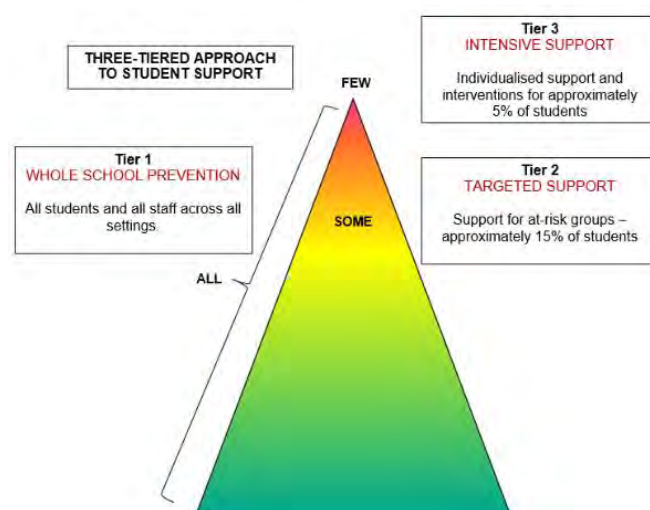 THREE-TIERED APPROACH
TO STUDENT SUPPORT
Tier 3
INTENSIVE SUPPORT
Individualised support and
interventions for approximately
5% of students
FEW
Tier 1
WHOLE SCHOOL PREVENTION
All students and all staff across all
settings
Tier 2
TARGETED SUPPORT
Support for at-risk groups –
approximately 15% of students
SOME
ALL